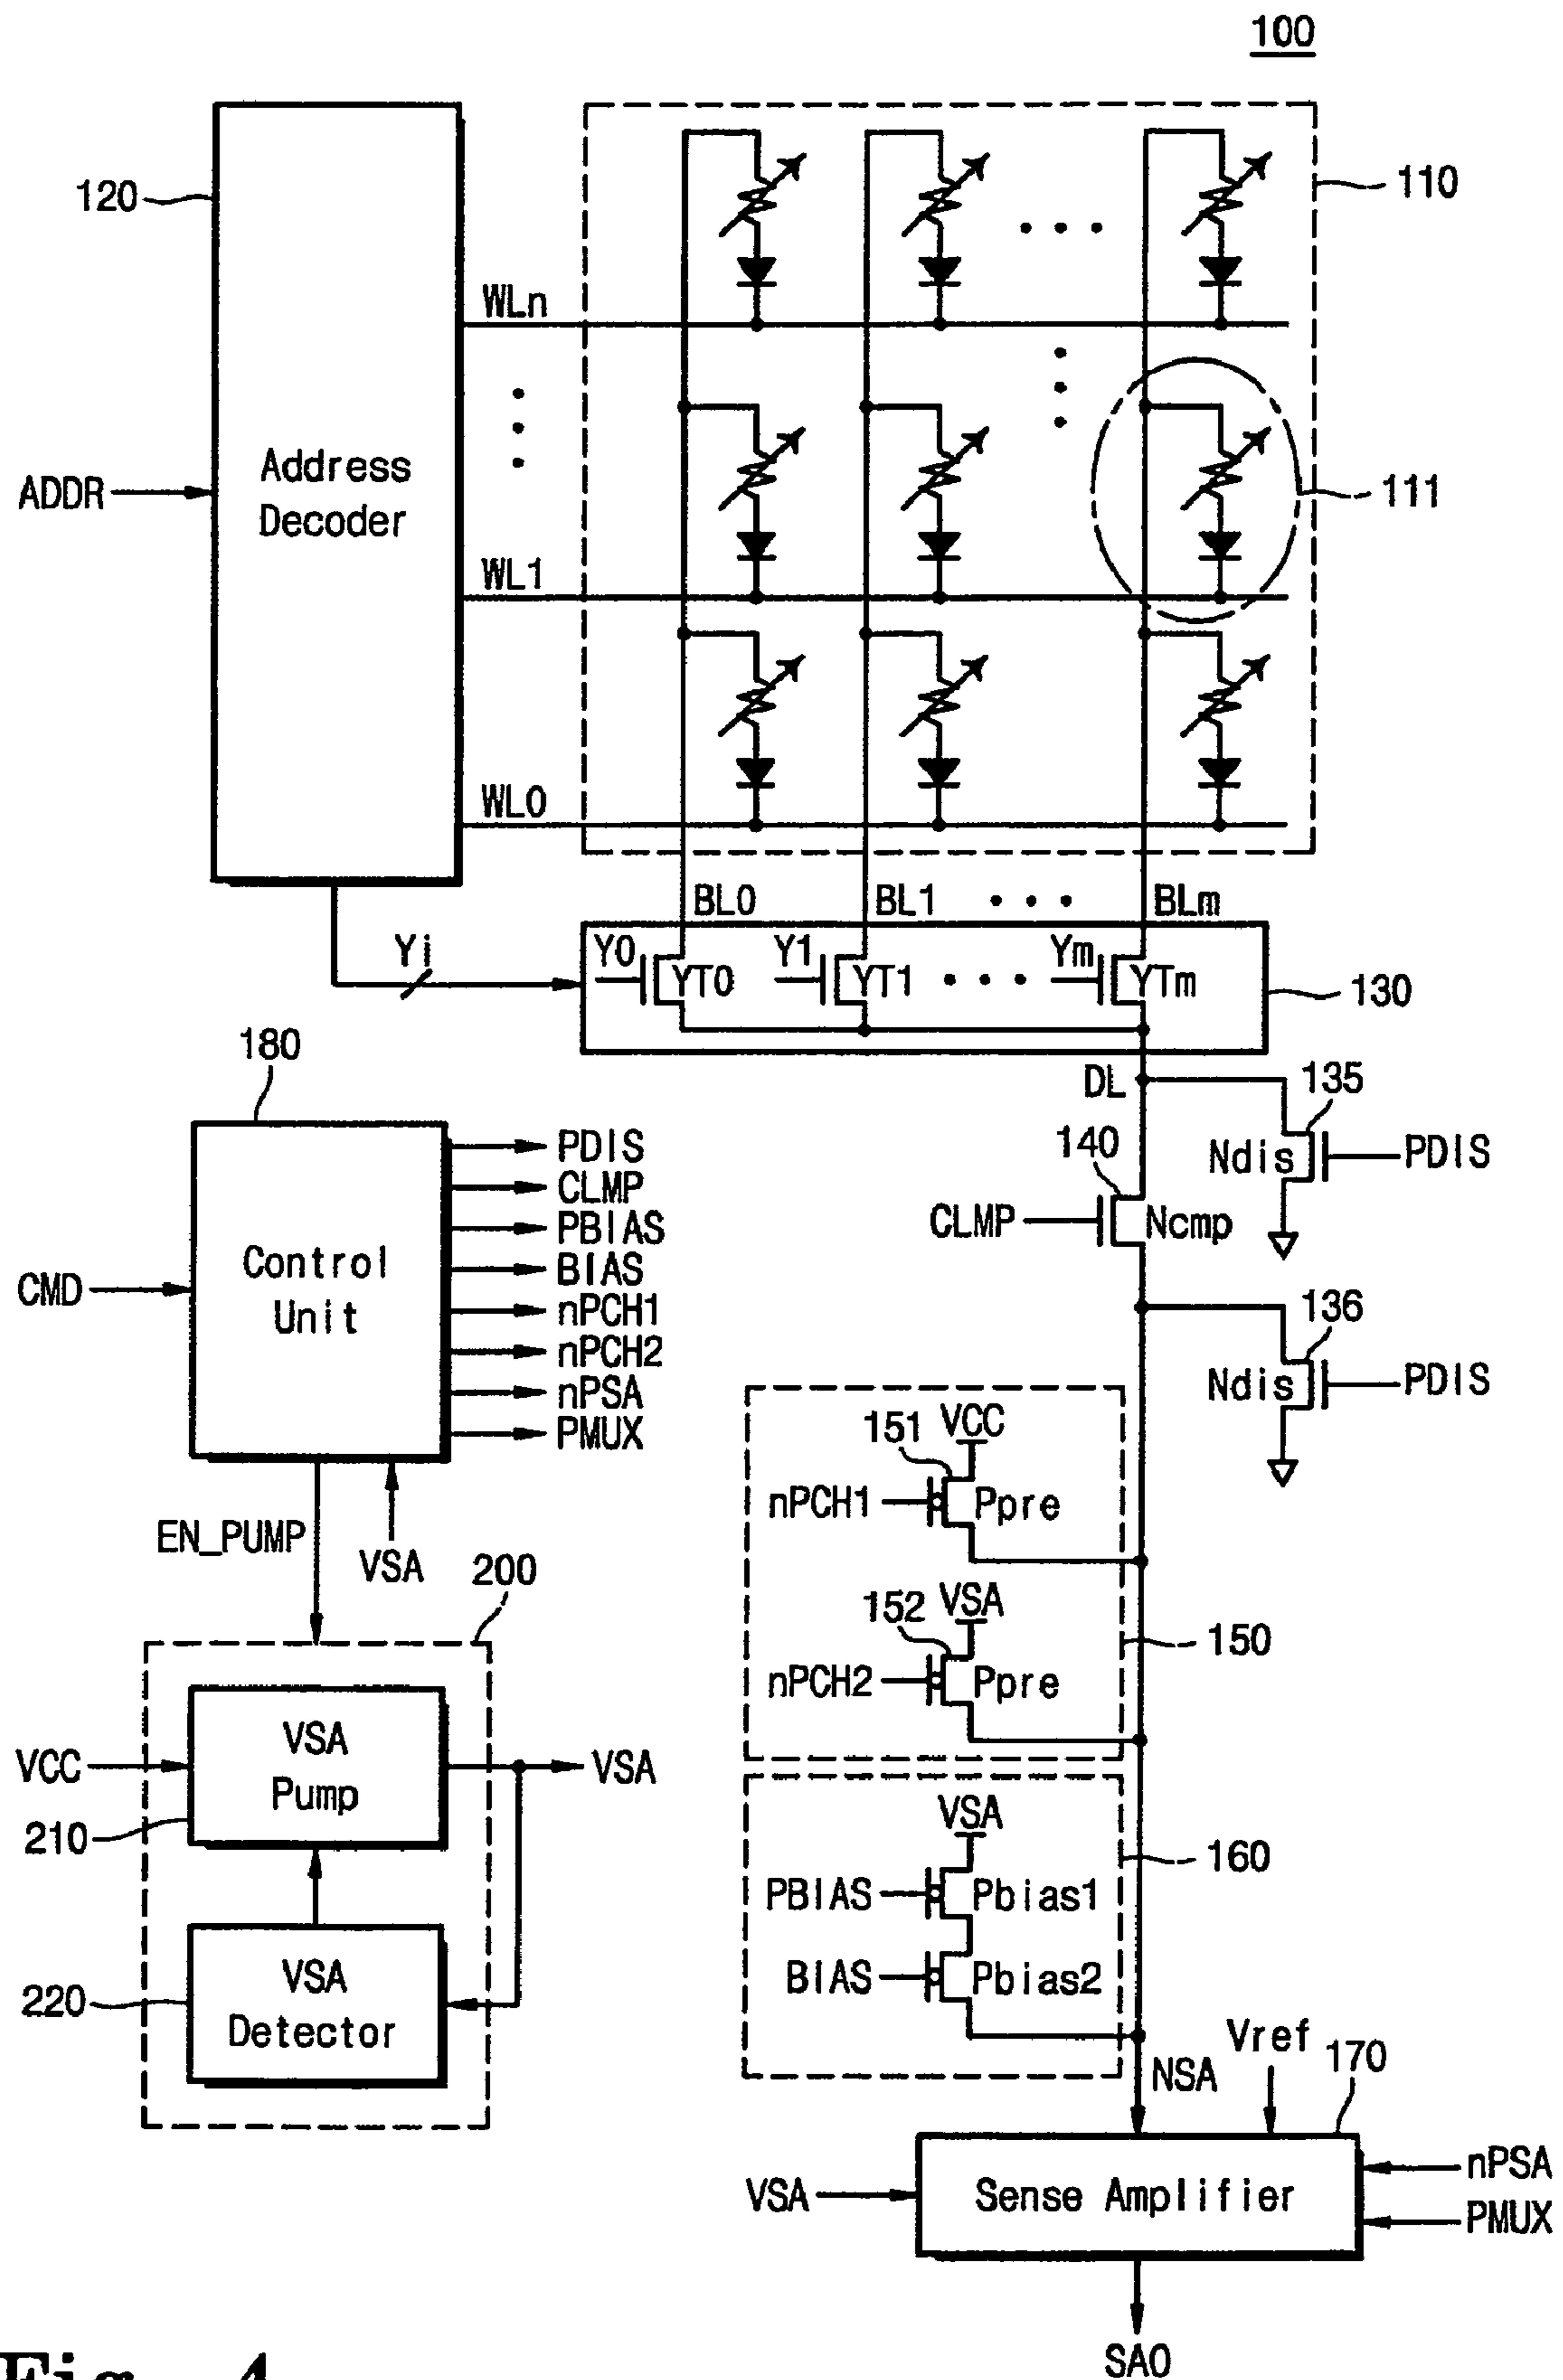 100
120
110
WLn
Address
Decoder
ADDR
111
WL1
WL0
BL0 BL1 BLm
Yi
Y0 YT0 Y1 YT1 Ym YTm
130
180
DL
135
Ndis PDIS
140
CLMP Ncmp
136
Ndis PDIS
CMD
Control
Unit
PDIS
CLMP
PBIAS
BIAS
nPCH1
nPCH2
nPSA
PMUX
EN_PUMP
VSA
200
151 VCC
nPCH1 Ppre
152 VSA
nPCH2 Ppre
150
VCC
VSA
Pump
VSA
210
220
VSA
Detector
VSA
PBIAS Pbias1
BIAS Pbias2
160
NSA
Vref
170
VSA
Sense Amplifier
nPSA
PMUX
SAO
Fig. 4